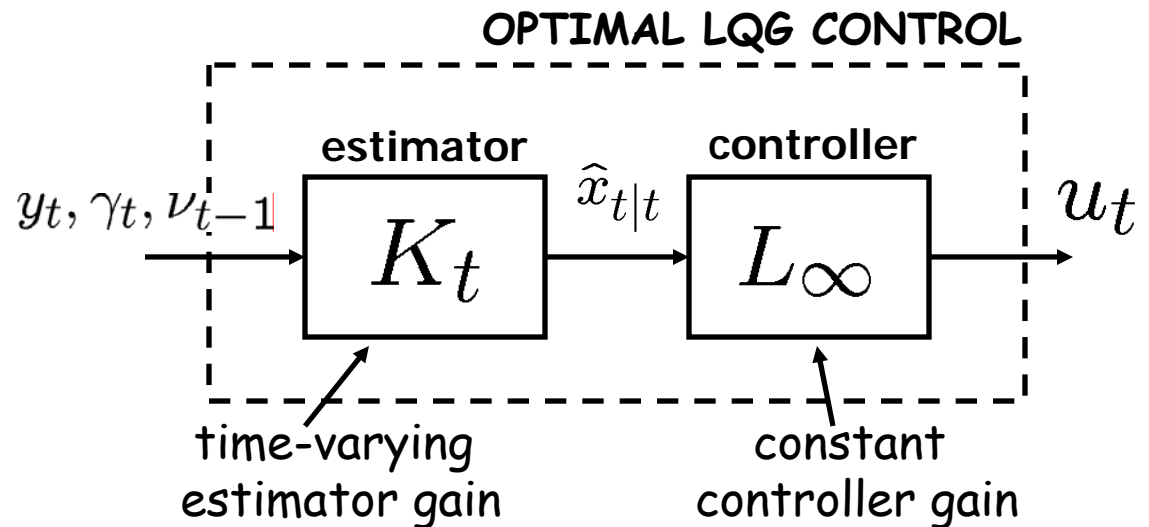 OPTIMAL LQG CONTROL
estimator
controller
y_t, γ_t, ν_{t−1}
K_t
x̂_{t|t}
L_∞
u_t
time-varying
estimator gain
constant
controller gain